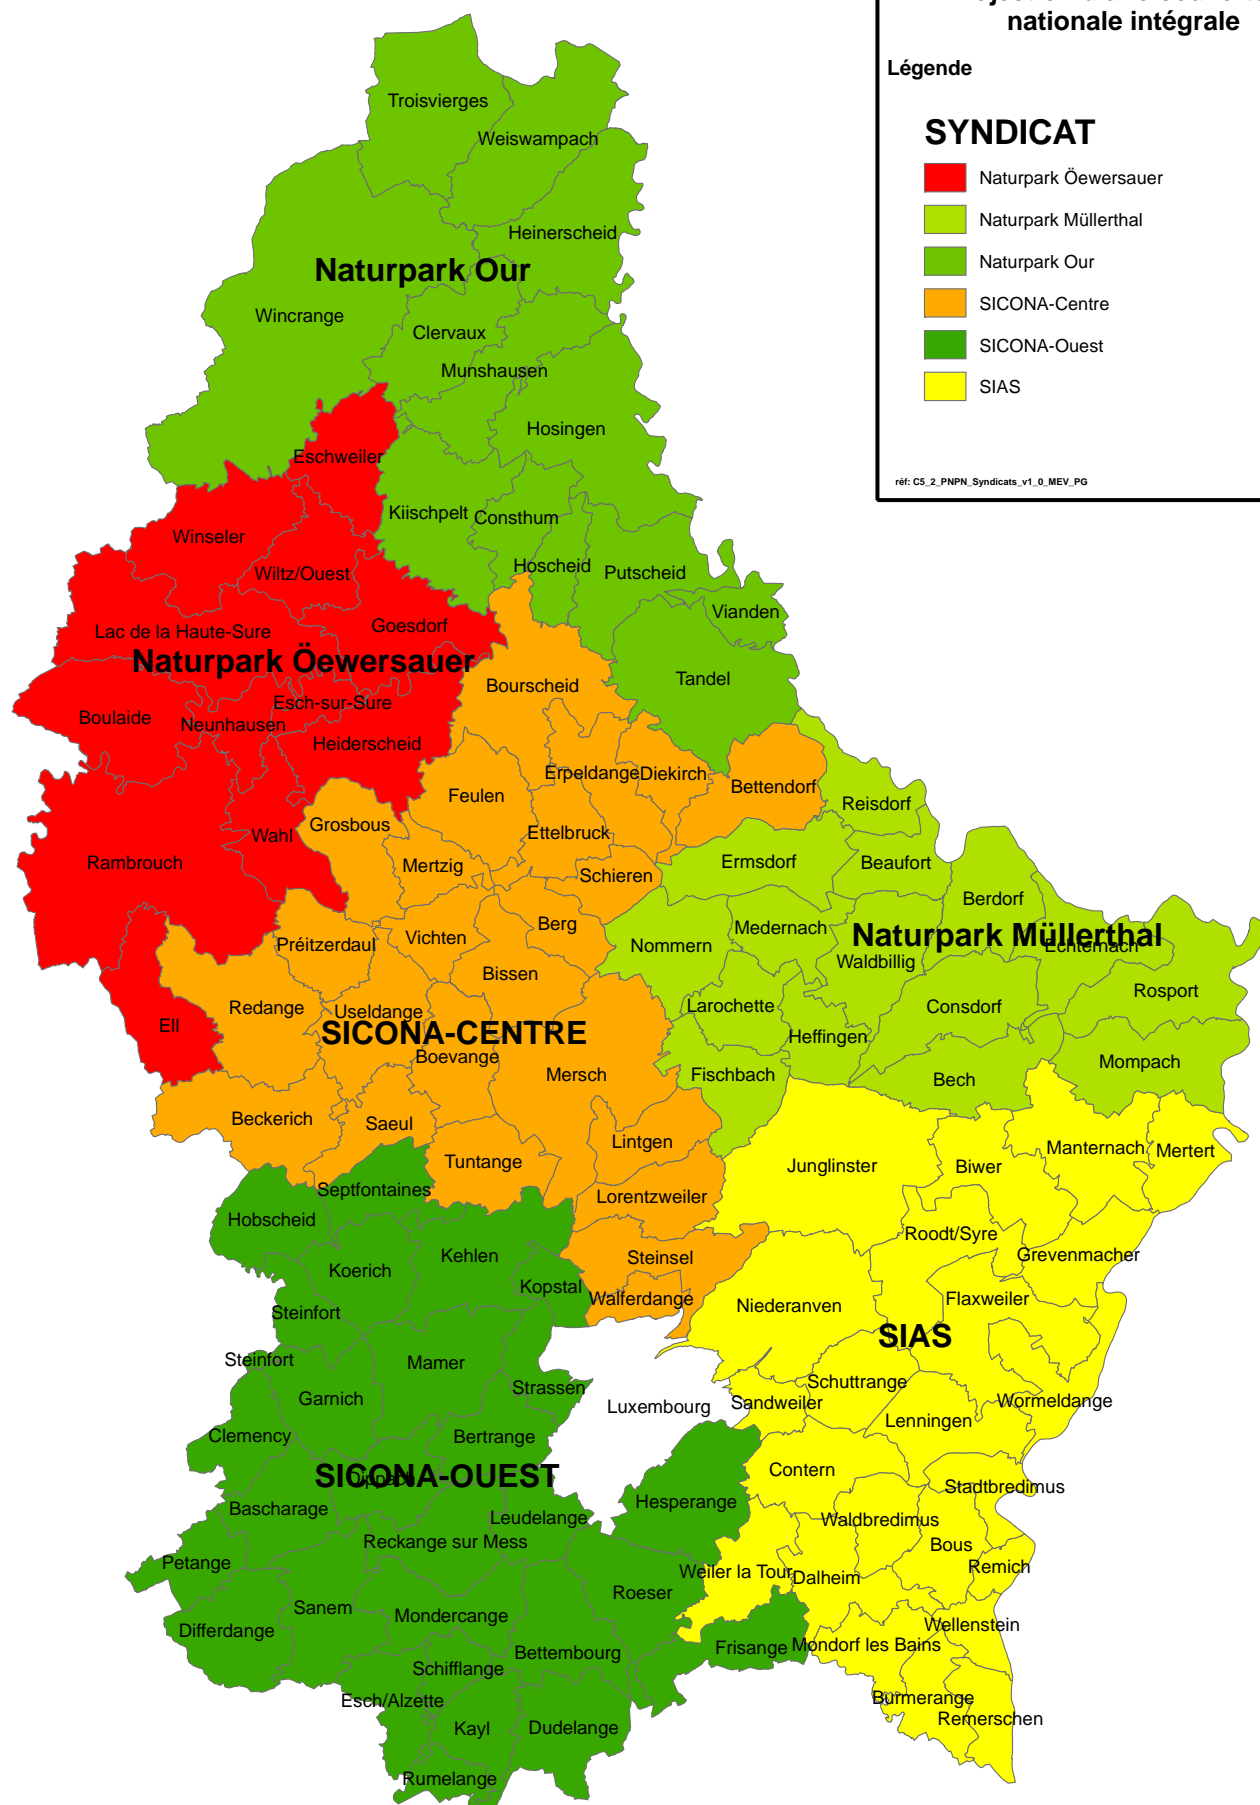 nationale intégrale
Légende
SYNDICAT
Naturpark Öewersauer
Naturpark Müllerthal
Naturpark Our
SICONA-Centre
SICONA-Ouest
SIAS
réf: C5_2_PNPN_Syndicats_v1_0_MEV_PG
Troisvierges
Weiswampach
Heinerscheid
Naturpark Our
Wincrange
Clervaux
Munshausen
Hosingen
Eschweiler
Kiischpelt
Consthum
Winseler
Wiltz/Ouest
Hoscheid
Putscheid
Vianden
Lac de la Haute-Sure
Goesdorf
Naturpark Öewersauer
Bourscheid
Tandel
Esch-sur-Sure
Boulaide
Neunhausen
Heiderscheid
Erpeldange
Diekirch
Bettendorf
Feulen
Reisdorf
Grosbous
Ettelbruck
Wahl
Rambrouch
Mertzig
Schieren
Ermsdorf
Beaufort
Berdorf
Préitzerdaul
Vichten
Berg
Nommern
Medernach
Naturpark Müllerthal
Echternach
Waldbillig
Bissen
Rosport
Redange
Useldange
Larochette
Consdorf
Ell
SICONA-CENTRE
Heffingen
Boevange
Mersch
Fischbach
Bech
Mompach
Beckerich
Saeul
Lintgen
Tuntange
Junglinster
Biwer
Manternach
Mertert
Septfontaines
Lorentzweiler
Hobscheid
Roodt/Syre
Kehlen
Steinsel
Grevenmacher
Koerich
Kopstal
Walferdange
Niederanven
Flaxweiler
Steinfort
SIAS
Steinfort
Mamer
Schuttrange
Strassen
Garnich
Luxembourg
Sandweiler
Wormeldange
Lenningen
Clemency
Bertrange
Contern
SICONA-OUEST
Dippach
Stadtbredimus
Bascharage
Hesperange
Leudelange
Waldbredimus
Reckange sur Mess
Bous
Petange
Weiler la Tour
Dalheim
Remich
Roeser
Sanem
Mondercange
Wellenstein
Differdange
Frisange
Mondorf les Bains
Bettembourg
Schifflange
Esch/Alzette
Burmerange
Remerschen
Kayl
Dudelange
Rumelange